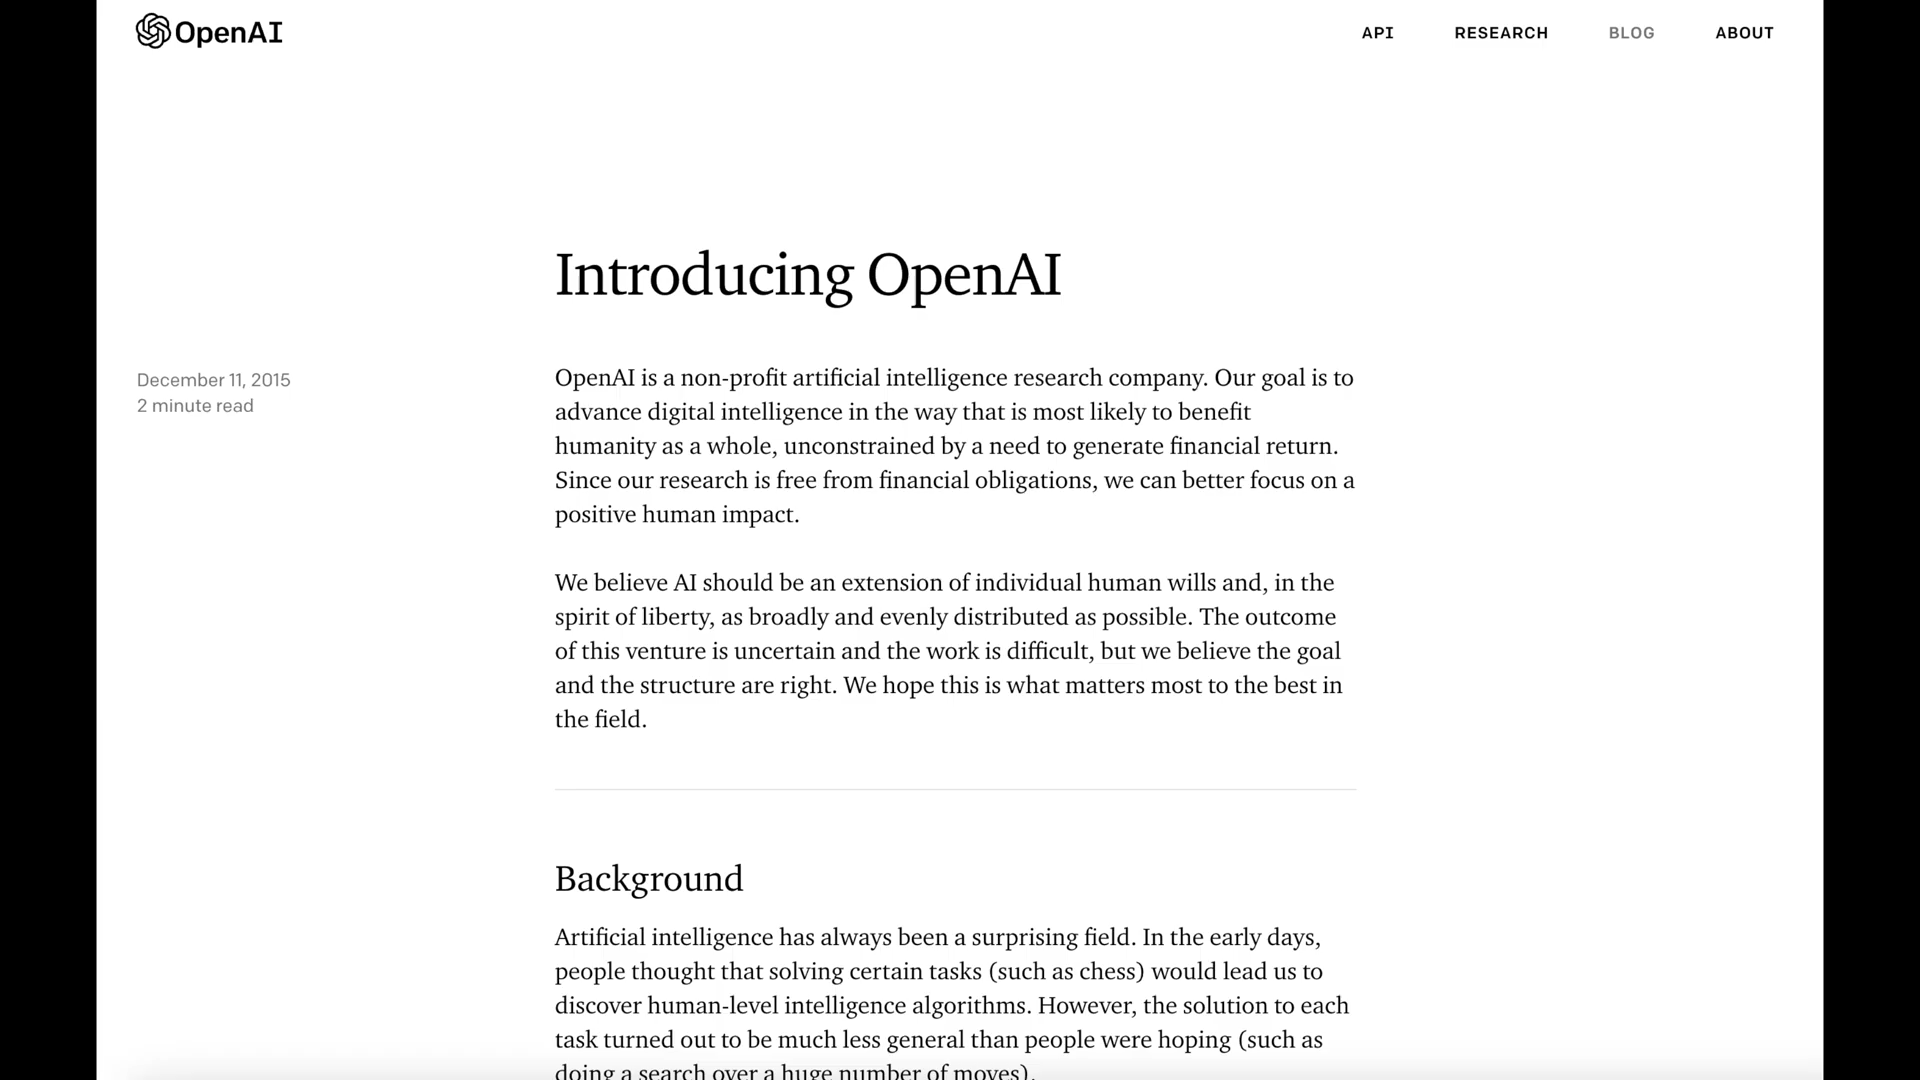 OpenAI
API
RESEARCH
BLOG
ABOUT
Introducing OpenAI
December 11, 2015
2 minute read
OpenAI is a non-profit artificial intelligence research company. Our goal is to
advance digital intelligence in the way that is most likely to benefit
humanity as a whole, unconstrained by a need to generate financial return.
Since our research is free from financial obligations, we can better focus on a
positive human impact.
We believe AI should be an extension of individual human wills and, in the
spirit of liberty, as broadly and evenly distributed as possible. The outcome
of this venture is uncertain and the work is difficult, but we believe the goal
and the structure are right. We hope this is what matters most to the best in
the field.
Background
Artificial intelligence has always been a surprising field. In the early days,
people thought that solving certain tasks (such as chess) would lead us to
discover human-level intelligence algorithms. However, the solution to each
task turned out to be much less general than people were hoping (such as
doing a search over a huge number of moves).